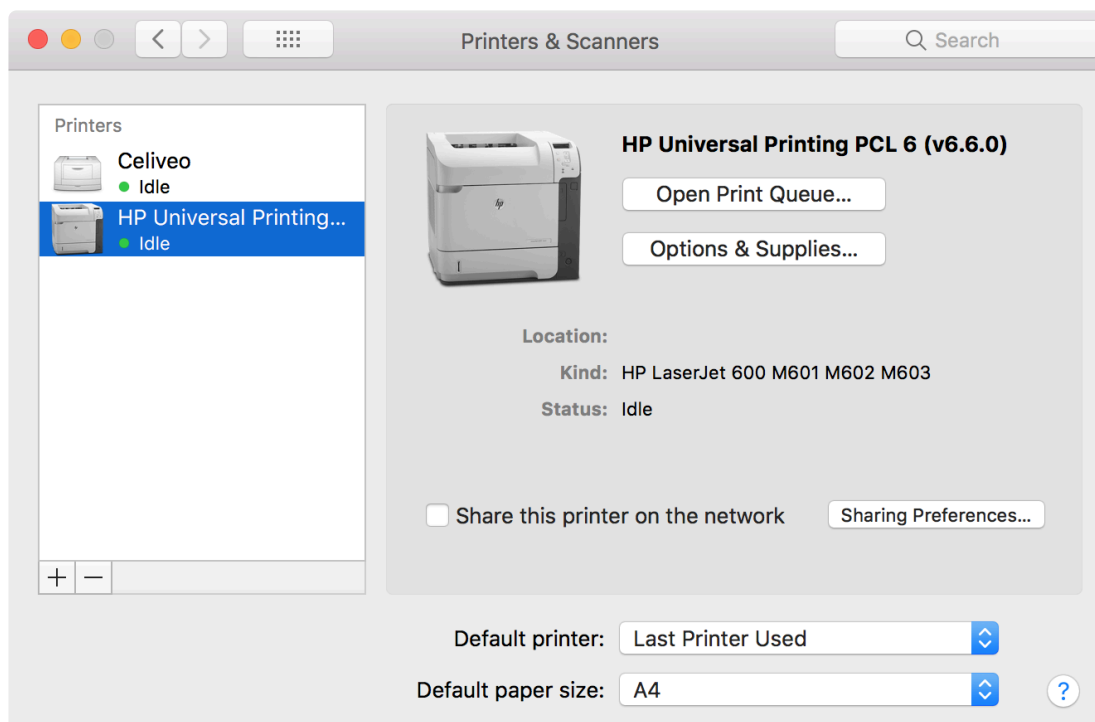 Printers & Scanners
Search
Printers
Celiveo
Idle
HP Universal Printing...
Idle
HP Universal Printing PCL 6 (v6.6.0)
Open Print Queue...
Options & Supplies...
Location:
Kind: HP LaserJet 600 M601 M602 M603
Status: Idle
Share this printer on the network
Sharing Preferences...
+ −
Default printer: Last Printer Used
Default paper size: A4
?